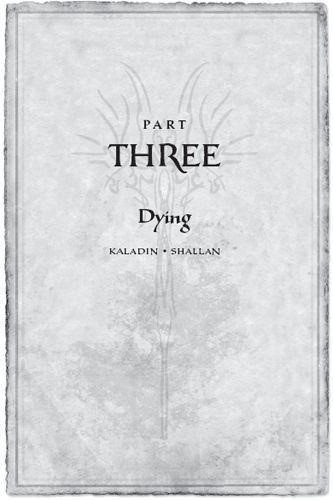 PART
THREE
Dying
KALADIN • SHALLAN